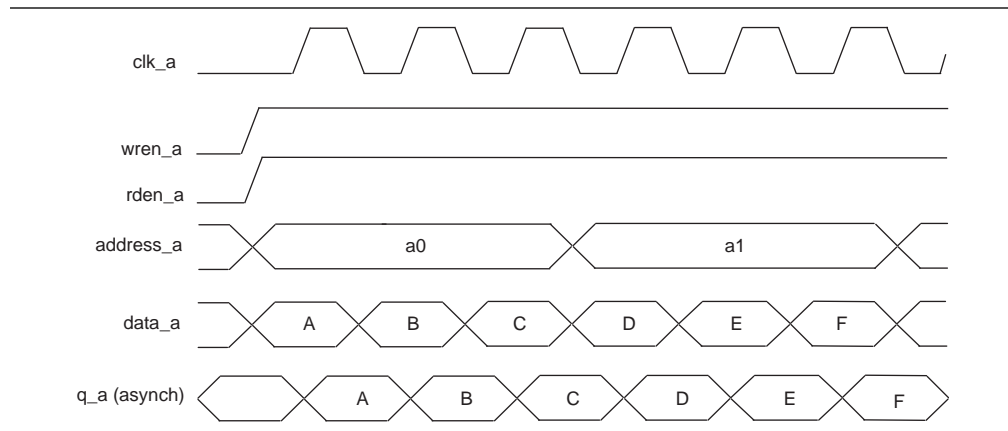 clk_a
wren_a
rden_a
address_a a0 a1
data_a A B C D E F
q_a (asynch) A B C D E F